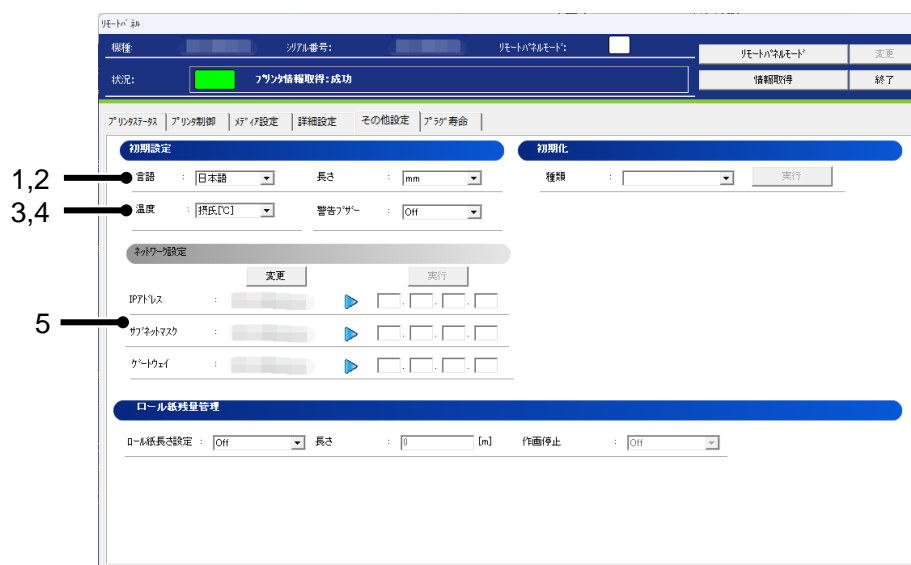 リモートパネル
機種: シリアル番号: リモートパネルモード: リモートパネルモード 変更
状況: プリンタ情報取得:成功 情報取得 終了
プリンタステータス プリンタ制御 メディア設定 詳細設定 その他設定 プラグ寿命
初期設定 初期化
1,2 言語 : 日本語 長さ : mm 種類 : 実行
3,4 温度 : 摂氏[℃] 警告ブザー : Off
ネットワーク設定
変更 実行
IPアドレス : . . .
5 サブネットマスク : . . .
ゲートウェイ : . . .
ロール紙残量管理
ロール紙長さ設定 : Off 長さ : 0 [m] 作画停止 : Off